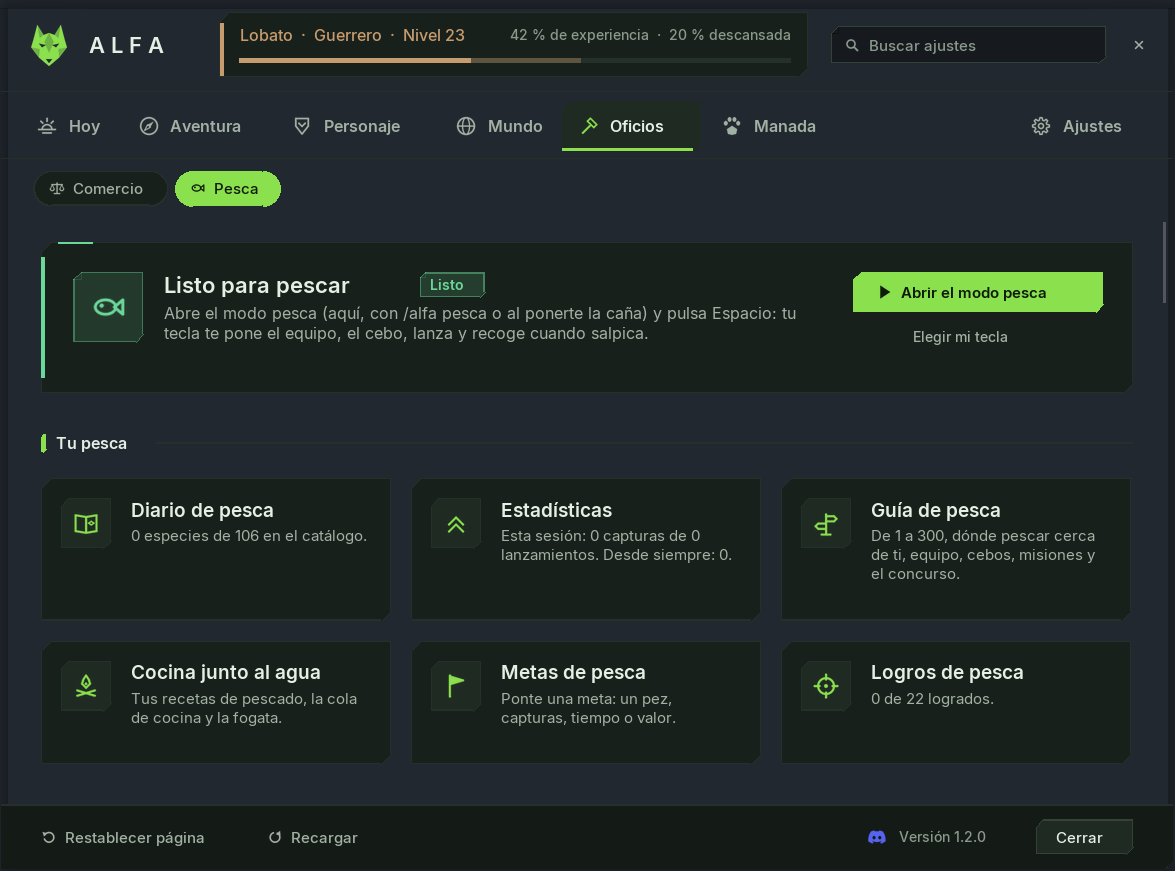 ALFA
Lobato · Guerrero · Nivel 23
42 % de experiencia · 20 % descansada
Buscar ajustes
Hoy
Aventura
Personaje
Mundo
Oficios
Manada
Ajustes
Comercio
Pesca
Listo para pescar
Listo
Abre el modo pesca (aquí, con /alfa pesca o al ponerte la caña) y pulsa Espacio: tu
tecla te pone el equipo, el cebo, lanza y recoge cuando salpica.
Abrir el modo pesca
Elegir mi tecla
Tu pesca
Diario de pesca
0 especies de 106 en el catálogo.
Estadísticas
Esta sesión: 0 capturas de 0
lanzamientos. Desde siempre: 0.
Guía de pesca
De 1 a 300, dónde pescar cerca
de ti, equipo, cebos, misiones y
el concurso.
Cocina junto al agua
Tus recetas de pescado, la cola
de cocina y la fogata.
Metas de pesca
Ponte una meta: un pez,
capturas, tiempo o valor.
Logros de pesca
0 de 22 logrados.
Restablecer página
Recargar
Versión 1.2.0
Cerrar